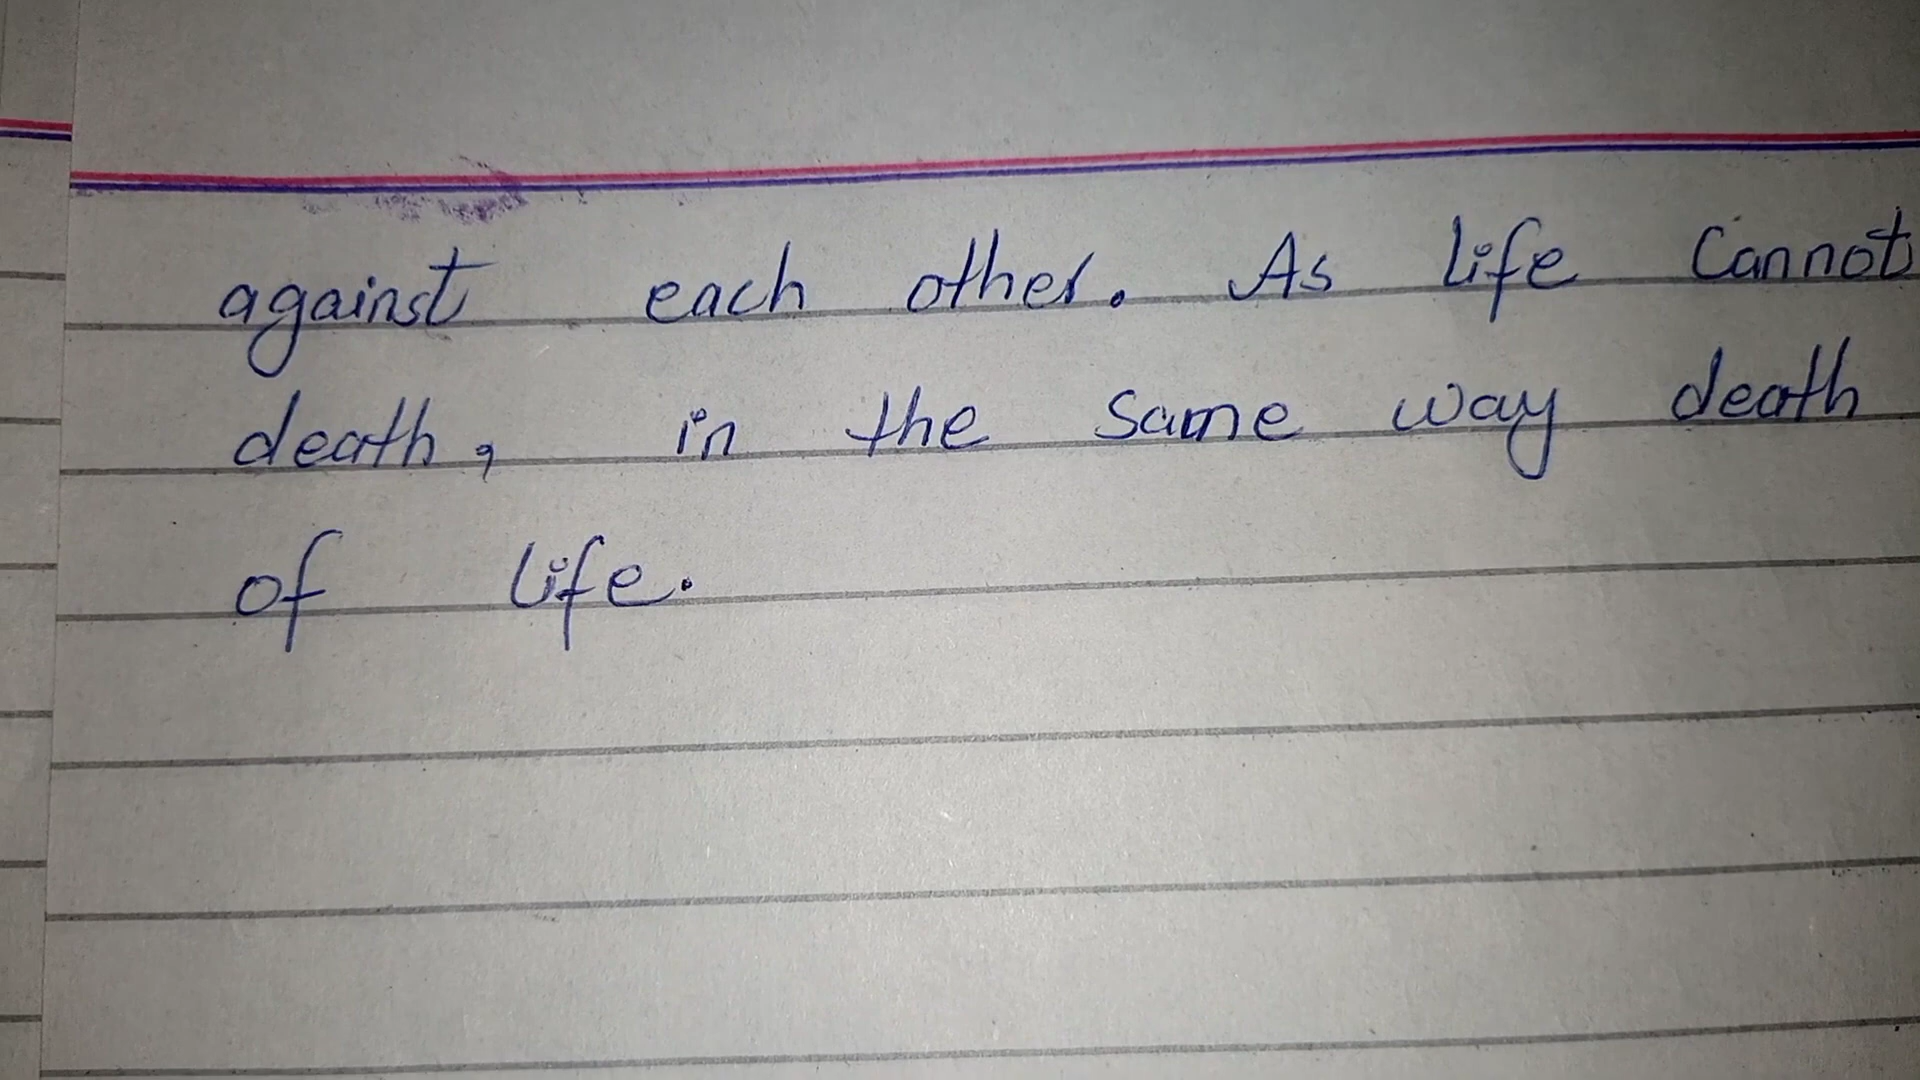 against each other. As life Cannot
death, in the same way death
of life.